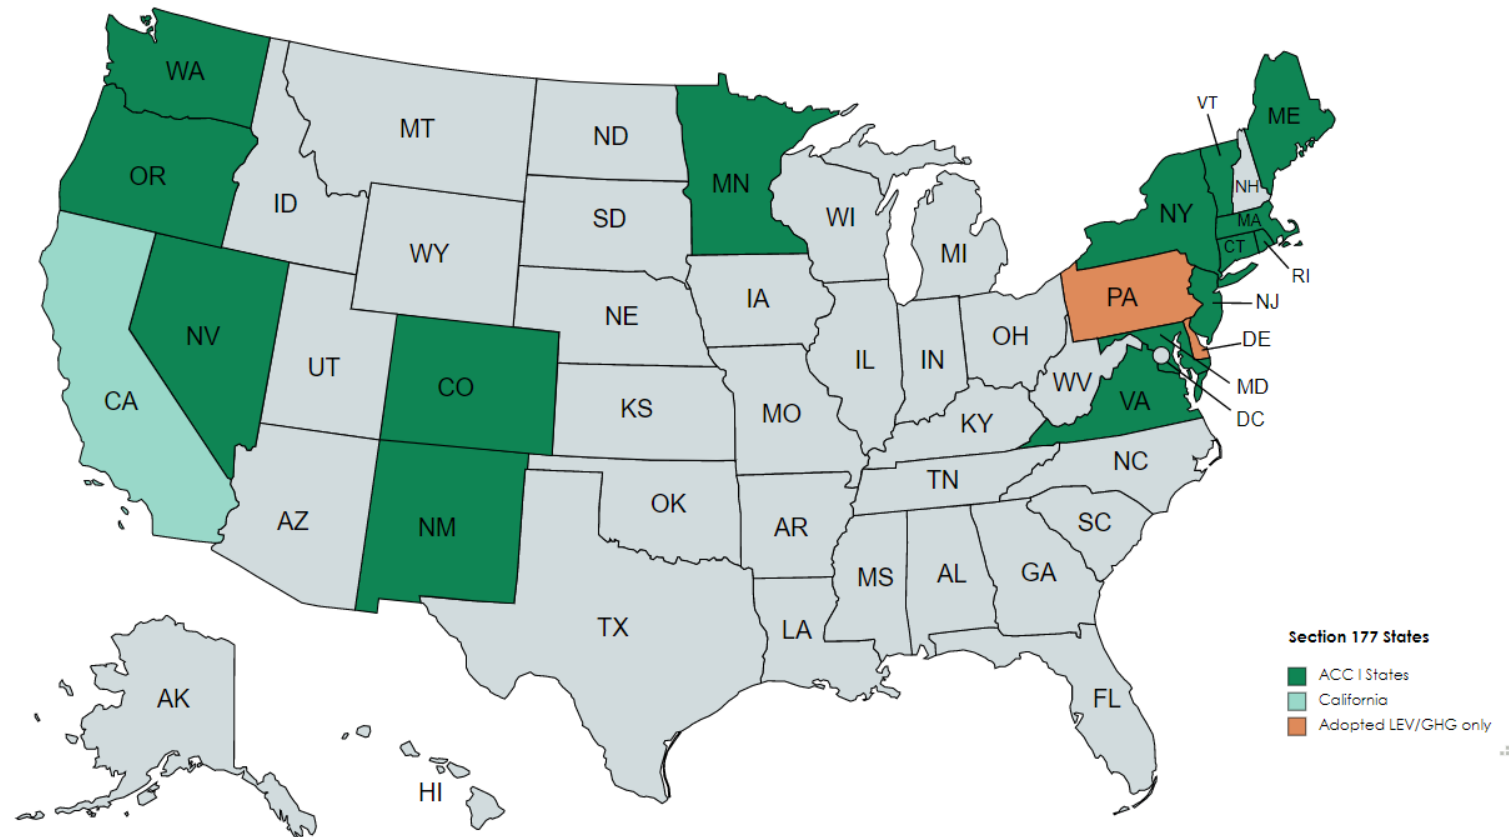 WA
MT
ND
MN
VT
ME
OR
ID
SD
WI
NY
NH
MA
CT
RI
WY
MI
PA
NJ
IA
NE
OH
DE
NV
UT
CO
IL
IN
WV
MD
CA
KS
MO
VA
DC
KY
NC
TN
OK
AZ
NM
AR
SC
MS
AL
GA
TX
LA
Section 177 States
ACC I States
California
Adopted LEV/GHG only
AK
FL
HI